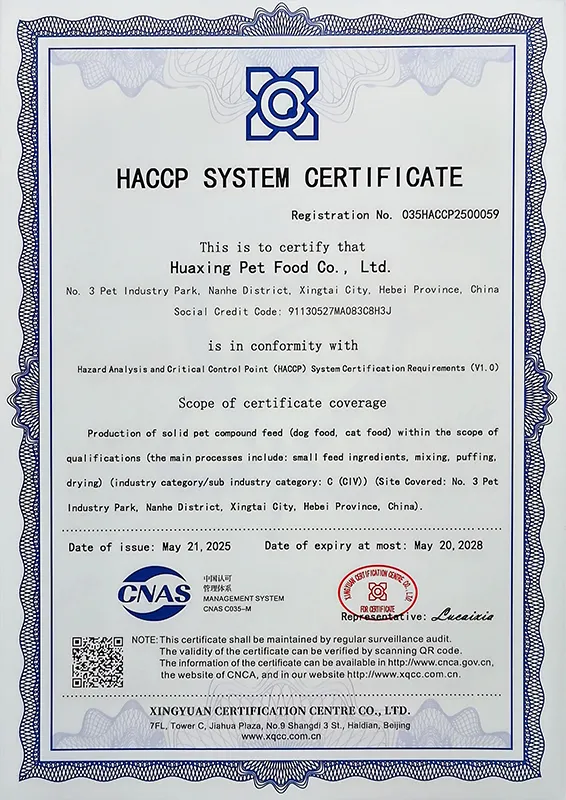 HACCP SYSTEM CERTIFICATE
Registration No. 035HACCP2500059
This is to certify that
Huaxing Pet Food Co., Ltd.
No. 3 Pet Industry Park, Nanhe District, Xingtai City, Hebei Province, China
Social Credit Code: 91130527MA083C8H3J
is in conformity with
Hazard Analysis and Critical Control Point (HACCP) System Certification Requirements (V1.0)
Scope of certificate coverage
Production of solid pet compound feed (dog food, cat food) within the scope of
qualifications (the main processes include: small feed ingredients, mixing, puffing,
drying) (industry category/sub industry category: C (CIV)) (Site Covered: No. 3 Pet
Industry Park, Nanhe District, Xingtai City, Hebei Province, China).
Date of issue: May 21, 2025 Date of expiry at most: May 20, 2028
CNAS
中国认可
管理体系
MANAGEMENT SYSTEM
CNAS C035-M
XINGYUAN CERTIFICATION CENTRE CO., LTD
FOR CERTIFICATE
Representative: Lucaixia
NOTE: This certificate shall be maintained by regular surveillance audit.
The validity of the certificate can be verified by scanning QR code.
The information of the certificate can be available in http://www.cnca.gov.cn,
the website of CNCA, and in our website http://www.xqcc.com.cn.
XINGYUAN CERTIFICATION CENTRE CO., LTD.
7FL, Tower C, Jiahua Plaza, No.9 Shangdi 3 St., Haidian, Beijing
www.xqcc.com.cn